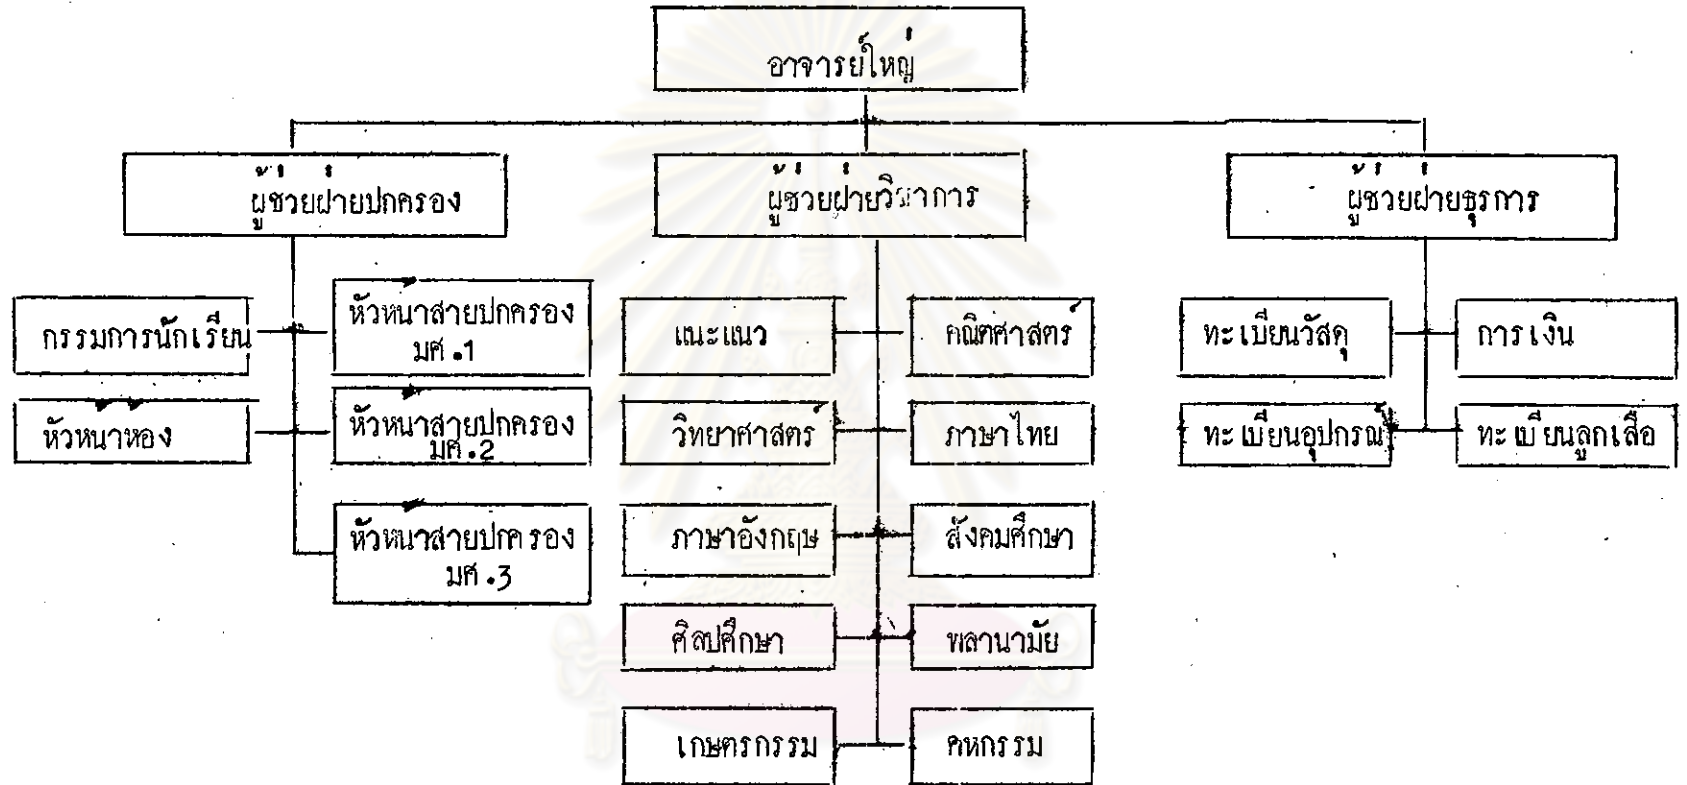 อาจารย์ใหญ่
ผู้ช่วยฝ่ายปกครอง
ผู้ช่วยฝ่ายวิชาการ
ผู้ช่วยฝ่ายธุรการ
กรรมการนักเรียน
หัวหน้าสายปกครอง
มศ.1
หัวหน้าห้อง
หัวหน้าสายปกครอง
มศ.2
หัวหน้าสายปกครอง
มศ.3
แนะแนว
คณิตศาสตร์
วิทยาศาสตร์
ภาษาไทย
ภาษาอังกฤษ
สังคมศึกษา
ศิลปศึกษา
พลานามัย
เกษตรกรรม
คหกรรม
ทะเบียนวัสดุ
การเงิน
ทะเบียนอุปกรณ์
ทะเบียนลูกเสือ